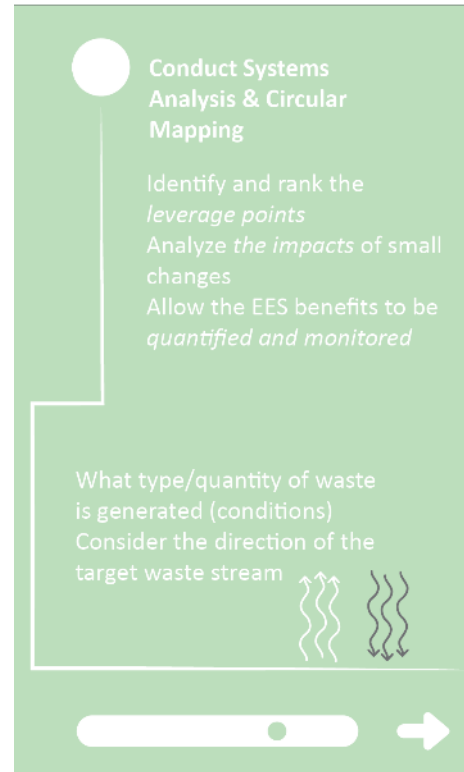 Conduct Systems
Analysis & Circular
Mapping
Identify and rank the
leverage points
Analyze the impacts of small
changes
Allow the EES benefits to be
quantified and monitored
What type/quantity of waste
is generated (conditions)
Consider the direction of the
target waste stream